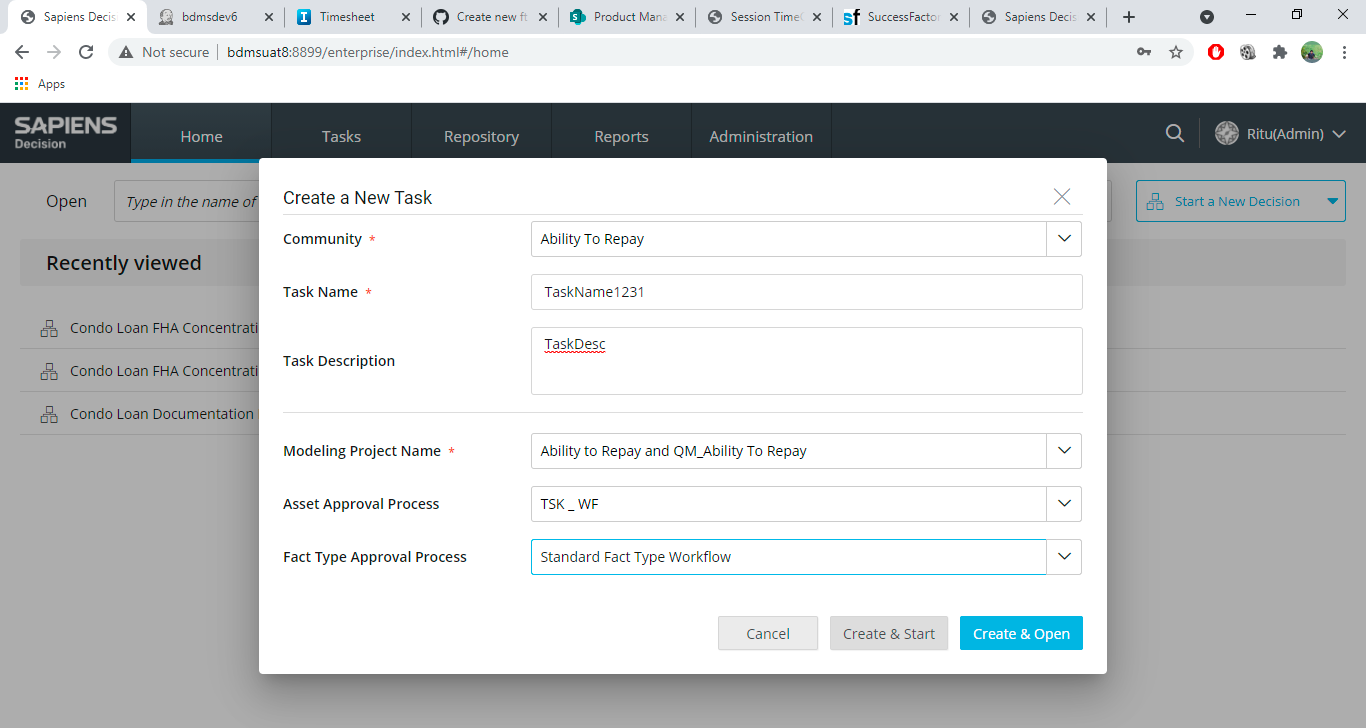 Sapiens Decis
bdmsdev6
Timesheet
Create new ft
Product Mana
Session Time
SuccessFactor
Sapiens Decis
Not secure
bdmsuat8:8899/enterprise/index.html#/home
Apps
SAPIENS
Decision
Home
Tasks
Repository
Reports
Administration
Ritu(Admin)
Open
Type in the name of
Start a New Decision
Recently viewed
Condo Loan FHA Concentrati
Condo Loan FHA Concentrati
Condo Loan Documentation
Create a New Task
Community *
Ability To Repay
Task Name *
TaskName1231
Task Description
TaskDesc
Modeling Project Name *
Ability to Repay and QM_Ability To Repay
Asset Approval Process
TSK _ WF
Fact Type Approval Process
Standard Fact Type Workflow
Cancel
Create & Start
Create & Open